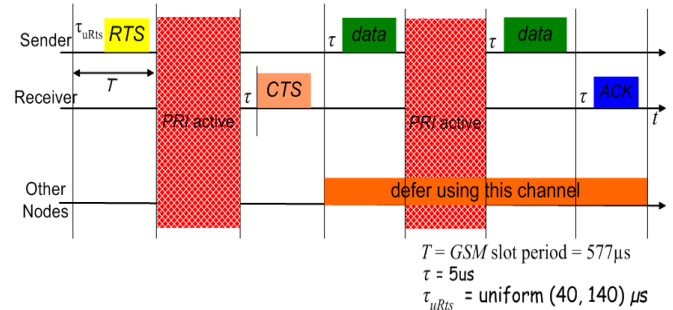 Sender τuRts RTS τ data τ data
T
Receiver PRI active τ CTS PRI active τ ACK
t
Other
Nodes
defer using this channel
T = GSM slot period = 577μs
τ = 5us
τuRts = uniform (40, 140) μs